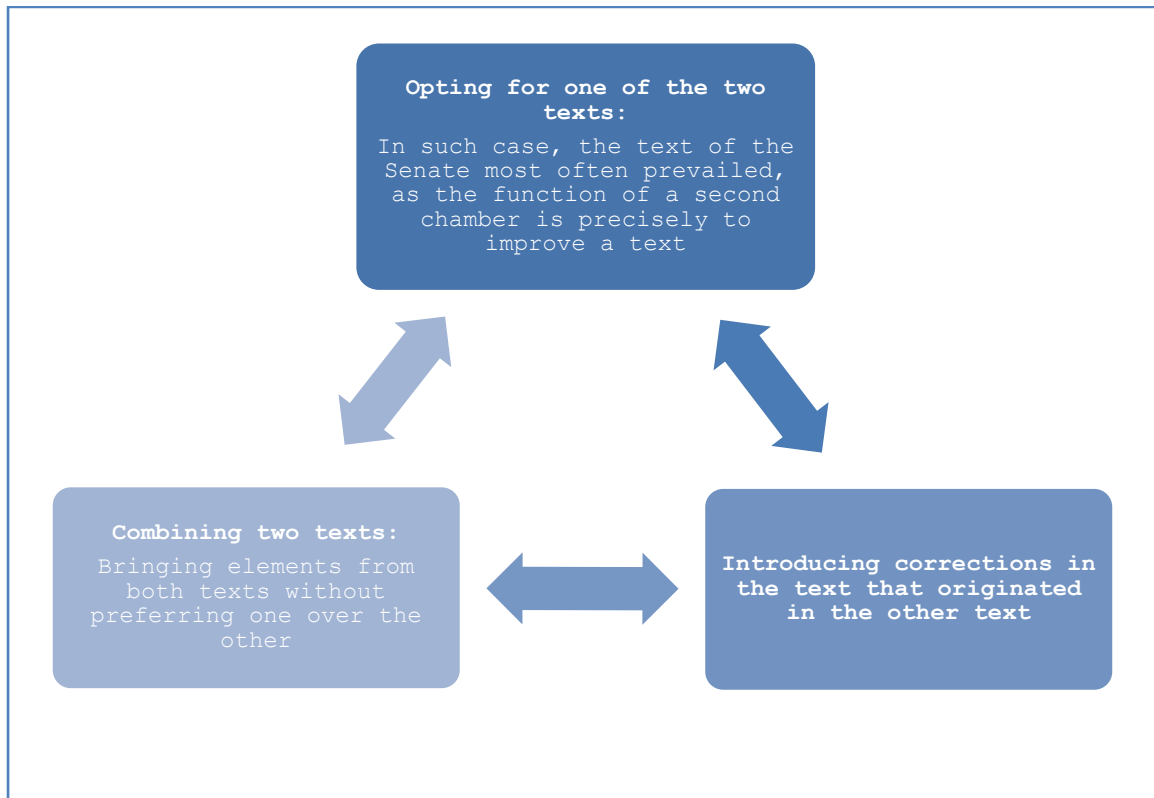 Opting for one of the two
texts:
In such case, the text of the
Senate most often prevailed,
as the function of a second
chamber is precisely to
improve a text
Combining two texts:
Bringing elements from
both texts without
preferring one over the
other
Introducing corrections in
the text that originated
in the other text